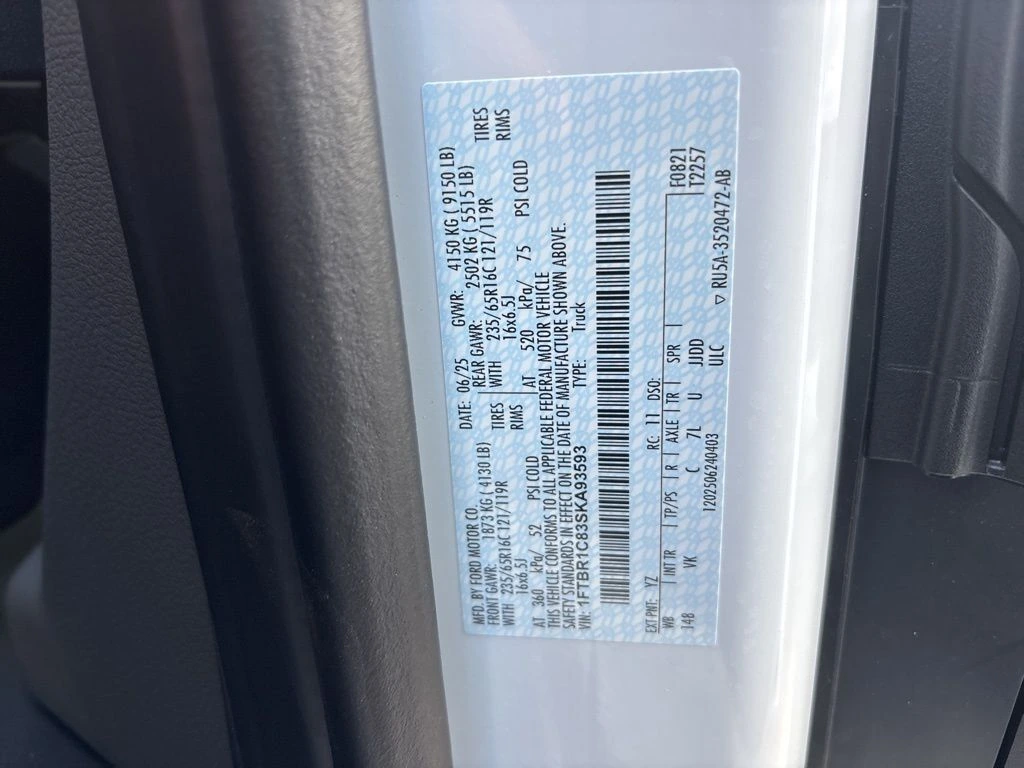 MFD. BY FORD MOTOR CO. DATE: 06/25 GVWR: 4150 KG ( 9150 LB)
FRONT GAWR: 1873 KG ( 4130 LB) REAR GAWR: 2502 KG ( 5515 LB)
WITH 235/65R16C 121/119R TIRES WITH 235/65R16C 121/119R TIRES
16x6.5J RIMS 16x6.5J RIMS
AT 360 kPa/ 52 PSI COLD AT 520 kPa/ 75 PSI COLD
THIS VEHICLE CONFORMS TO ALL APPLICABLE FEDERAL MOTOR VEHICLE
SAFETY STANDARDS IN EFFECT ON THE DATE OF MANUFACTURE SHOWN ABOVE.
VIN: 1FTBR1C83SKA93593 TYPE: Truck
EXT PNT: YZ RC: 11 DSO: F0821
WB INT TR TP/PS R AXLE TR SPR T2257
148 VK C 7L U JJDD
12025062403 ULC ▽ RU5A-3520472-AB